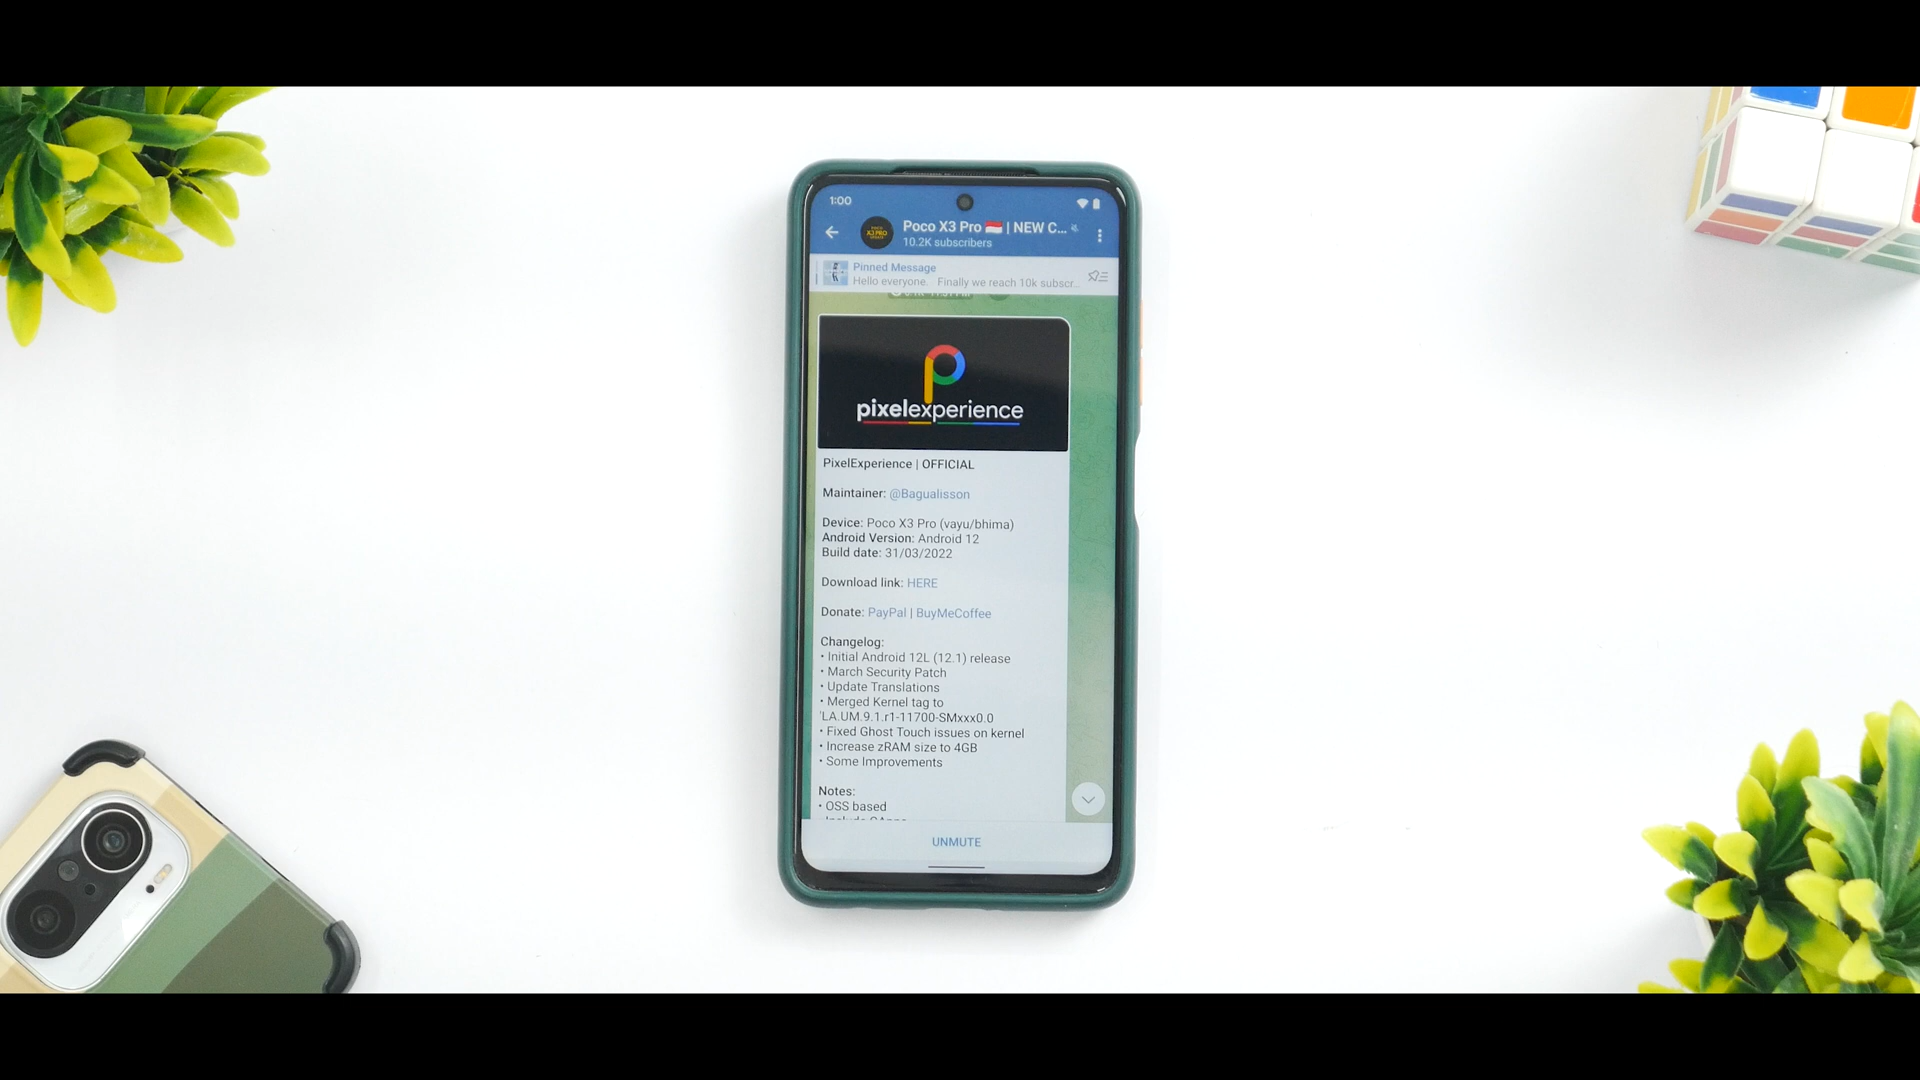 1:00
Poco X3 Pro 🇮🇩 | NEW C...
10.2K subscribers
Pinned Message
Hello everyone. . Finally we reach 10k subscr...
pixelexperience
PixelExperience | OFFICIAL
Maintainer: @Bagualisson
Device: Poco X3 Pro (vayu/bhima)
Android Version: Android 12
Build date: 31/03/2022
Download link: HERE
Donate: PayPal | BuyMeCoffee
Changelog:
• Initial Android 12L (12.1) release
• March Security Patch
• Update Translations
• Merged Kernel tag to
'LA.UM.9.1.r1-11700-SMxxx0.0
• Fixed Ghost Touch issues on kernel
• Increase zRAM size to 4GB
• Some Improvements
Notes:
• OSS based
UNMUTE